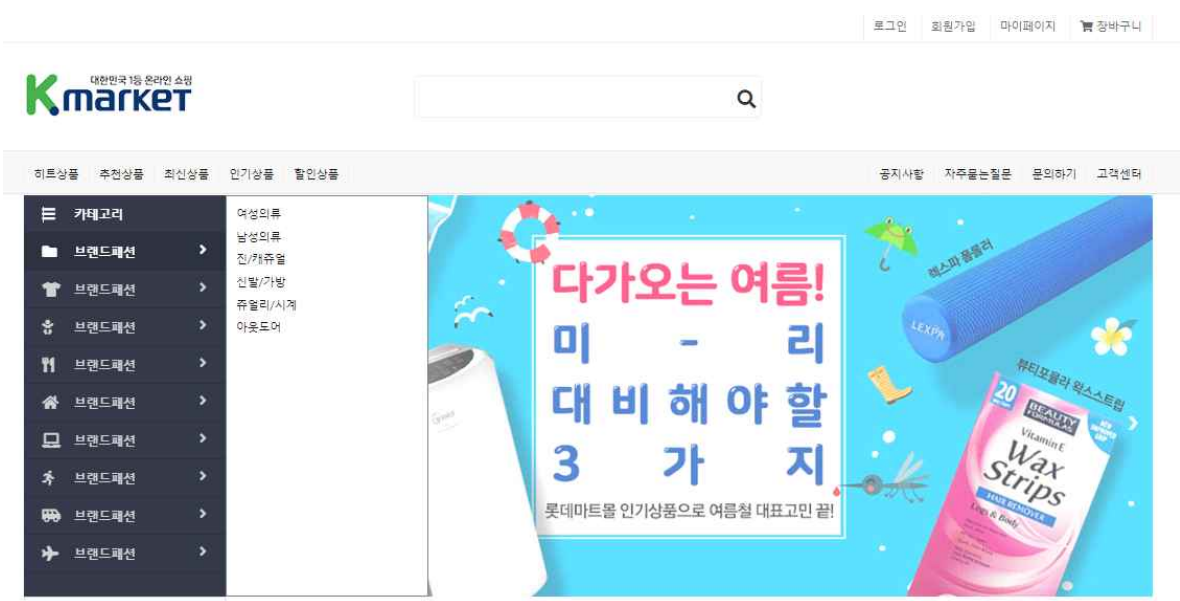 로그인 회원가입 마이페이지 장바구니
대한민국 1등 온라인 쇼핑
Kmarket
히트상품 추천상품 최신상품 인기상품 할인상품
공지사항 자주묻는질문 문의하기 고객센터
카테고리
브랜드패션
브랜드패션
브랜드패션
브랜드패션
브랜드패션
브랜드패션
브랜드패션
브랜드패션
브랜드패션
여성의류
남성의류
진/캐쥬얼
신발/가방
쥬얼리/시계
아웃도어
다가오는 여름!
미-리
대비해야할
3가지
롯데마트몰 인기상품으로 여름철 대표고민 끝!
렉스파 폼롤러
LEXPA
뷰티포뮬라 왁스스트립
20
BEAUTY
FORMULAS
Vitamin E
Wax
Strips
HAIR REMOVER
Legs & Body